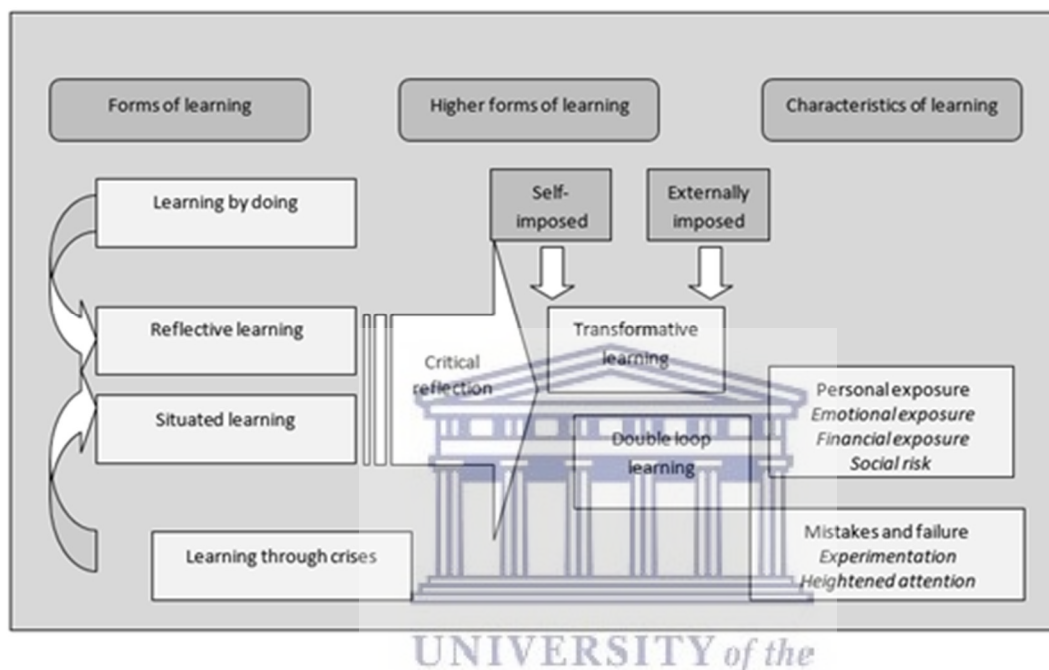 Forms of learning
Higher forms of learning
Characteristics of learning
Learning by doing
Self-
imposed
Externally
imposed
Reflective learning
Critical
reflection
Transformative
learning
Situated learning
Double loop
learning
Personal exposure
Emotional exposure
Financial exposure
Social risk
Learning through crises
Mistakes and failure
Experimentation
Heightened attention
UNIVERSITY of the